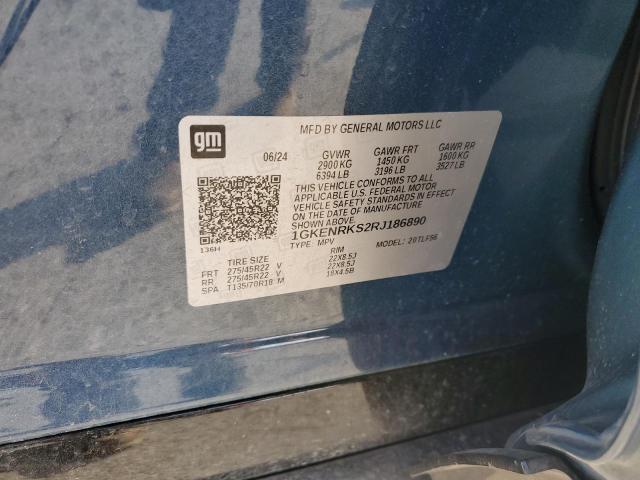 gm
MFD BY GENERAL MOTORS LLC
06/24 GVWR GAWR FRT GAWR RR
2900 KG 1450 KG 1600 KG
6394 LB 3196 LB 3527 LB
THIS VEHICLE CONFORMS TO ALL
APPLICABLE U.S. FEDERAL MOTOR
VEHICLE SAFETY STANDARDS IN
EFFECT ON THE DATE OF
MANUFACTURE SHOWN ABOVE.
1GKENRKS2RJ186890
136H TYPE: MPV MODEL:
TIRE SIZE RIM
FRT 275/45R22 V 22X8.5J
RR 275/45R22 V 22X8.5J
SPA T135/70R18 M 18X4.5B